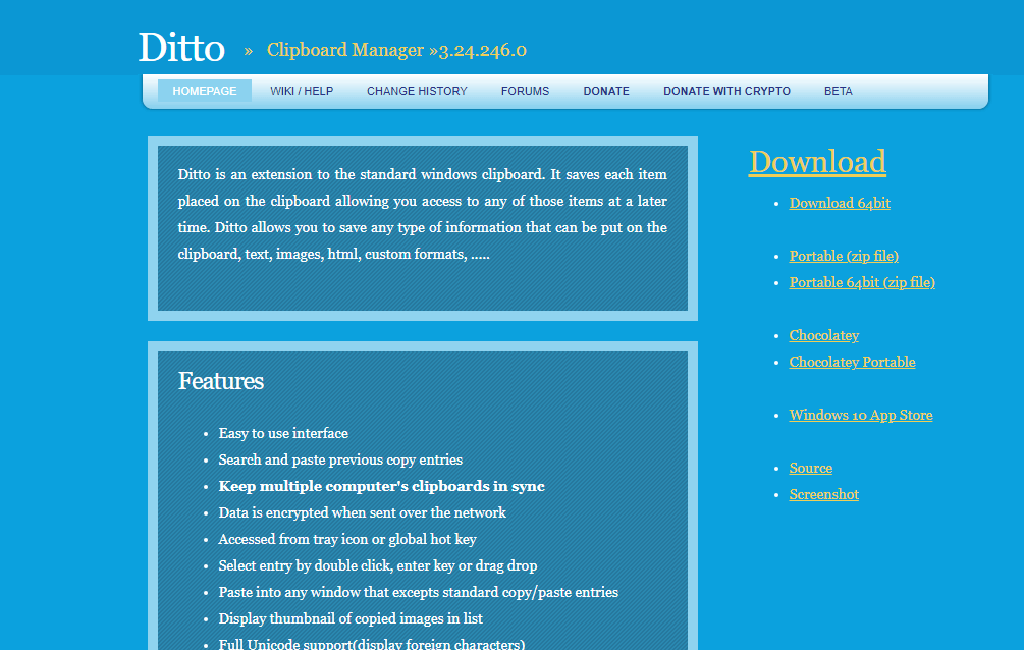 Ditto » Clipboard Manager »3.24.246.0
HOMEPAGE WIKI / HELP CHANGE HISTORY FORUMS DONATE DONATE WITH CRYPTO BETA
Ditto is an extension to the standard windows clipboard. It saves each item
placed on the clipboard allowing you access to any of those items at a later
time. Ditto allows you to save any type of information that can be put on the
clipboard, text, images, html, custom formats, .....
Features
• Easy to use interface
• Search and paste previous copy entries
• Keep multiple computer's clipboards in sync
• Data is encrypted when sent over the network
• Accessed from tray icon or global hot key
• Select entry by double click, enter key or drag drop
• Paste into any window that excepts standard copy/paste entries
• Display thumbnail of copied images in list
• Full Unicode support(display foreign characters)
Download
• Download 64bit
• Portable (zip file)
• Portable 64bit (zip file)
• Chocolatey
• Chocolatey Portable
• Windows 10 App Store
• Source
• Screenshot